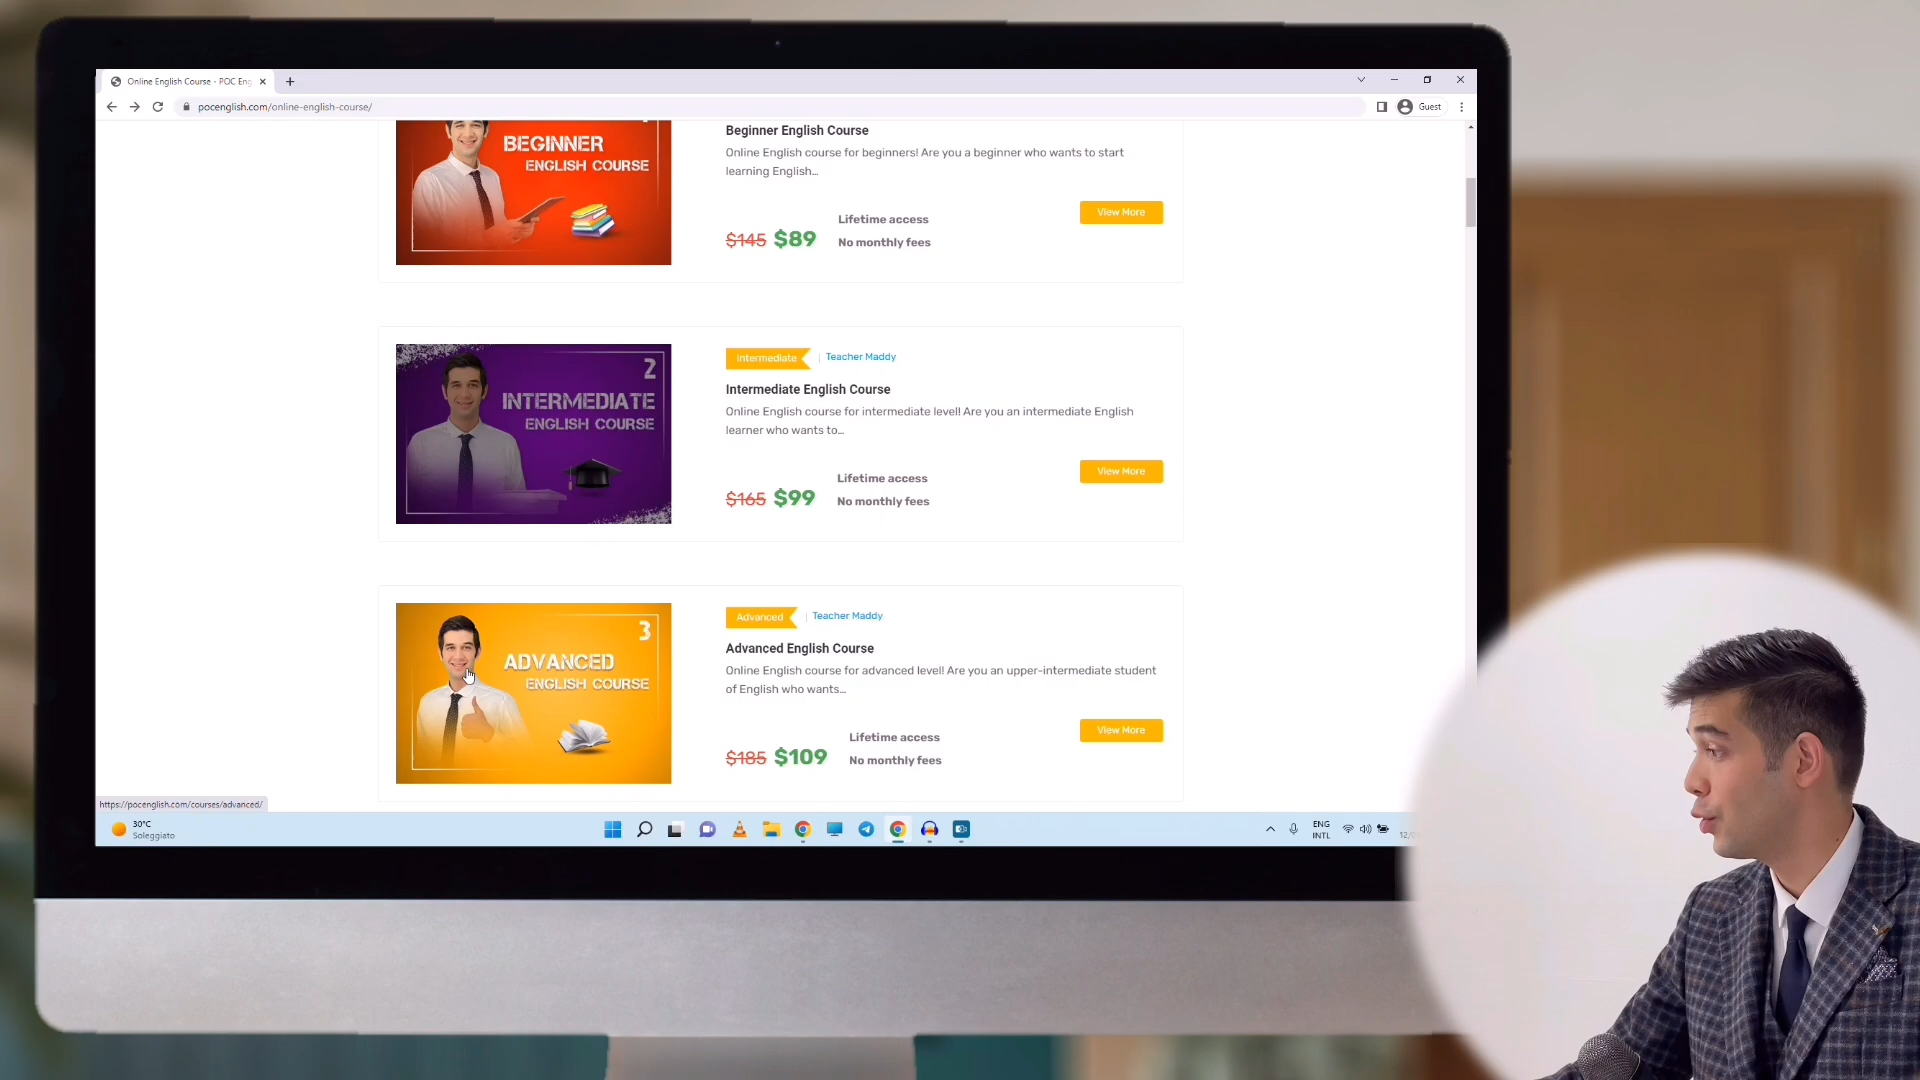 Online English Course - POC Eng
pocenglish.com/online-english-course/
Guest
BEGINNER
ENGLISH COURSE
Beginner English Course
Online English course for beginners! Are you a beginner who wants to start
learning English...
$145 $89
Lifetime access
No monthly fees
View More
2
INTERMEDIATE
ENGLISH COURSE
Intermediate
Teacher Maddy
Intermediate English Course
Online English course for intermediate level! Are you an intermediate English
learner who wants to...
$165 $99
Lifetime access
No monthly fees
View More
3
ADVANCED
ENGLISH COURSE
Advanced
Teacher Maddy
Advanced English Course
Online English course for advanced level! Are you an upper-intermediate student
of English who wants...
$185 $109
Lifetime access
No monthly fees
View More
https://pocenglish.com/courses/advanced/
30°C
Soleggiato
ENG
INTL